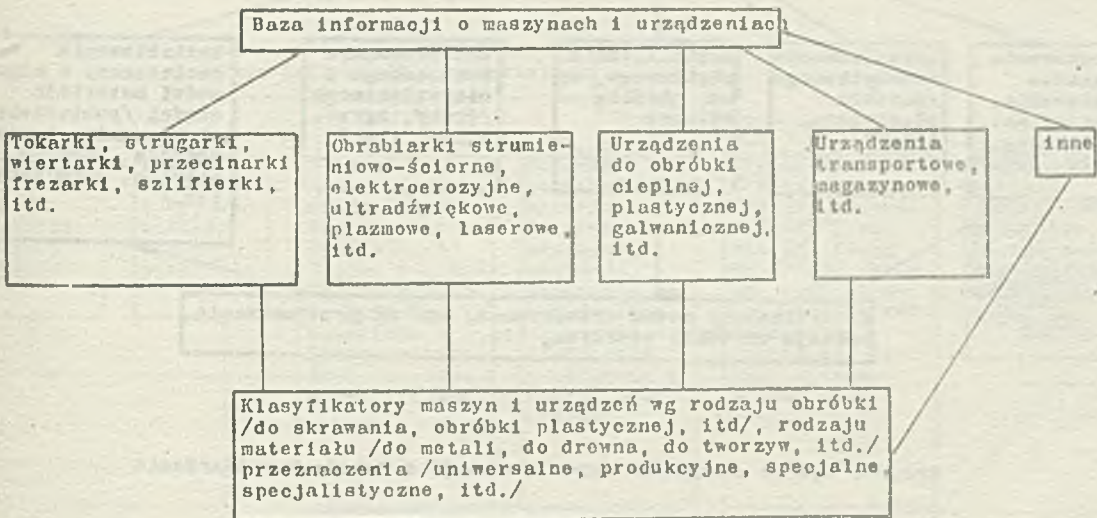 Baza informacji o maszynach i urządzeniach
Tokarki, strugarki,
wiertarki, przecinarki
frezarki, szlifierki,
itd.
Obrabiarki strumie-
niowo-ścierne,
elektroerozyjne,
ultradźwiękowe,
plazmowe, laserowe,
itd.
Urządzenia
do obróbki
cieplnej,
plastycznej,
galwanicznej,
itd.
Urządzenia
transportowe,
magazynowe,
itd.
inne
Klasyfikatory maszyn i urządzeń wg rodzaju obróbki
/do skrawania, obróbki plastycznej, itd/, rodzaju
materiału /do metali, do drewna, do tworzyw, itd./
przeznaczenia /uniwersalne, produkcyjne, specjalne,
specjalistyczne, itd./